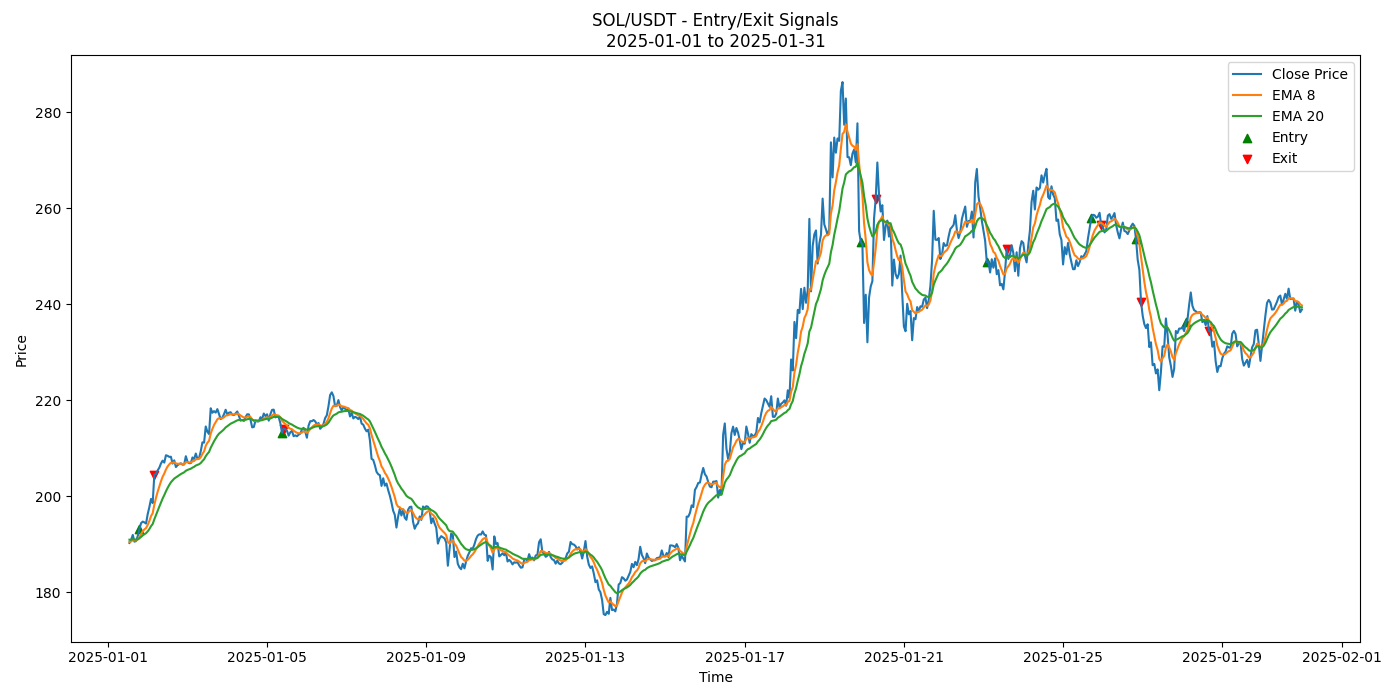 SOL/USDT - Entry/Exit Signals
2025-01-01 to 2025-01-31
Close Price
EMA 8
EMA 20
Entry
Exit
Price
280
260
240
220
200
180
2025-01-01
2025-01-05
2025-01-09
2025-01-13
2025-01-17
2025-01-21
2025-01-25
2025-01-29
2025-02-01
Time